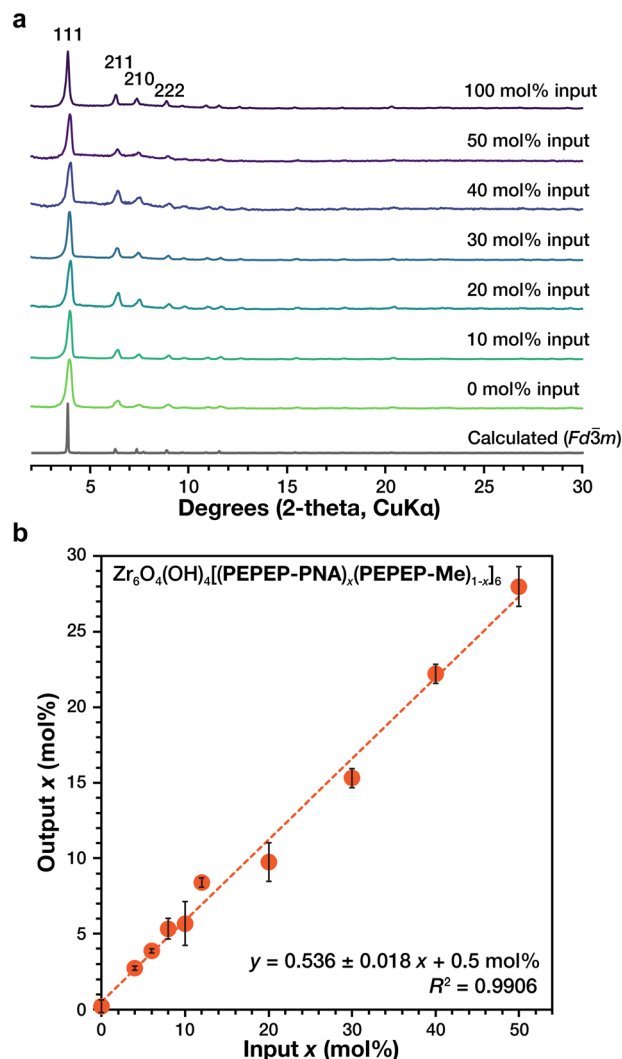 a
111
211
210
222
100 mol% input
50 mol% input
40 mol% input
30 mol% input
20 mol% input
10 mol% input
0 mol% input
Calculated (Fd3̅m)
5 10 15 20 25 30
Degrees (2-theta, CuKα)
b
30
25
20
15
10
5
0
Output x (mol%)
Zr₆O₄(OH)₄[(PEPEP-PNA)ₓ(PEPEP-Me)₁₋ₓ]₆
y = 0.536 ± 0.018 x + 0.5 mol%
R² = 0.9906
0 10 20 30 40 50
Input x (mol%)